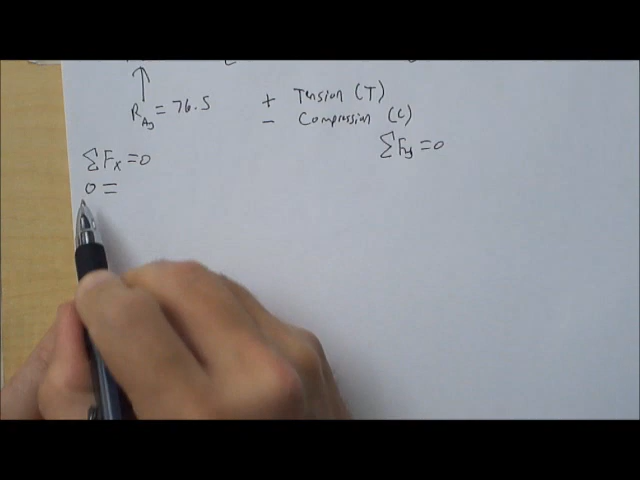 R_Ay = 76.5
+ Tension (T)
- Compression (C)
ΣFx = 0
ΣFy = 0
0 =